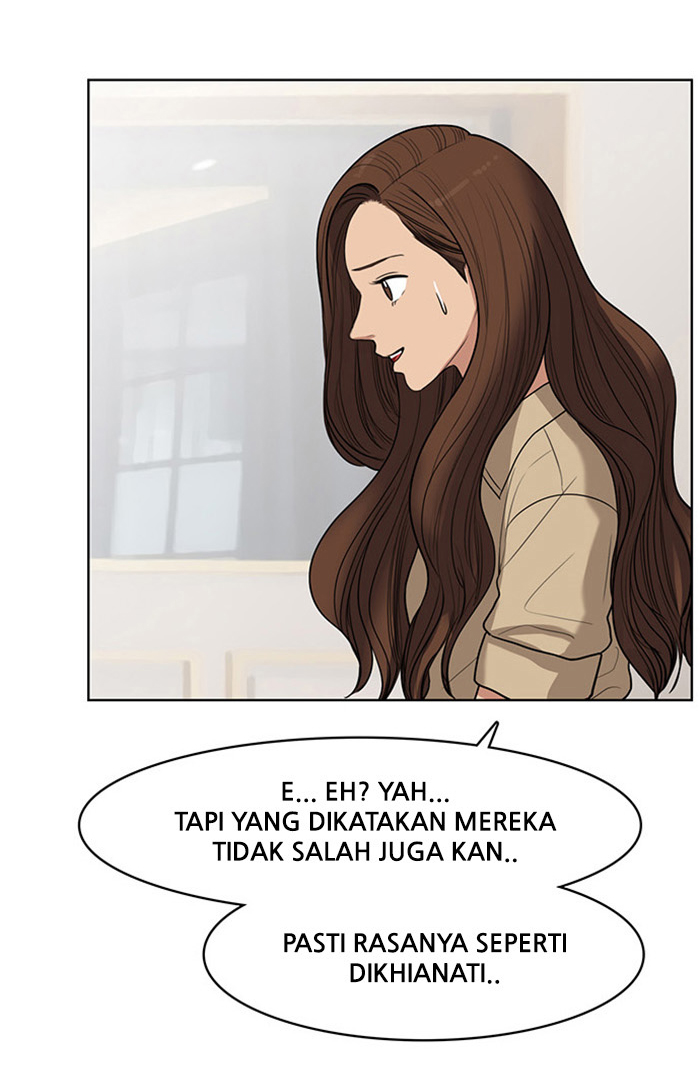 E... EH? YAH...
TAPI YANG DIKATAKAN MEREKA
TIDAK SALAH JUGA KAN..
PASTI RASANYA SEPERTI
DIKHIANATI..